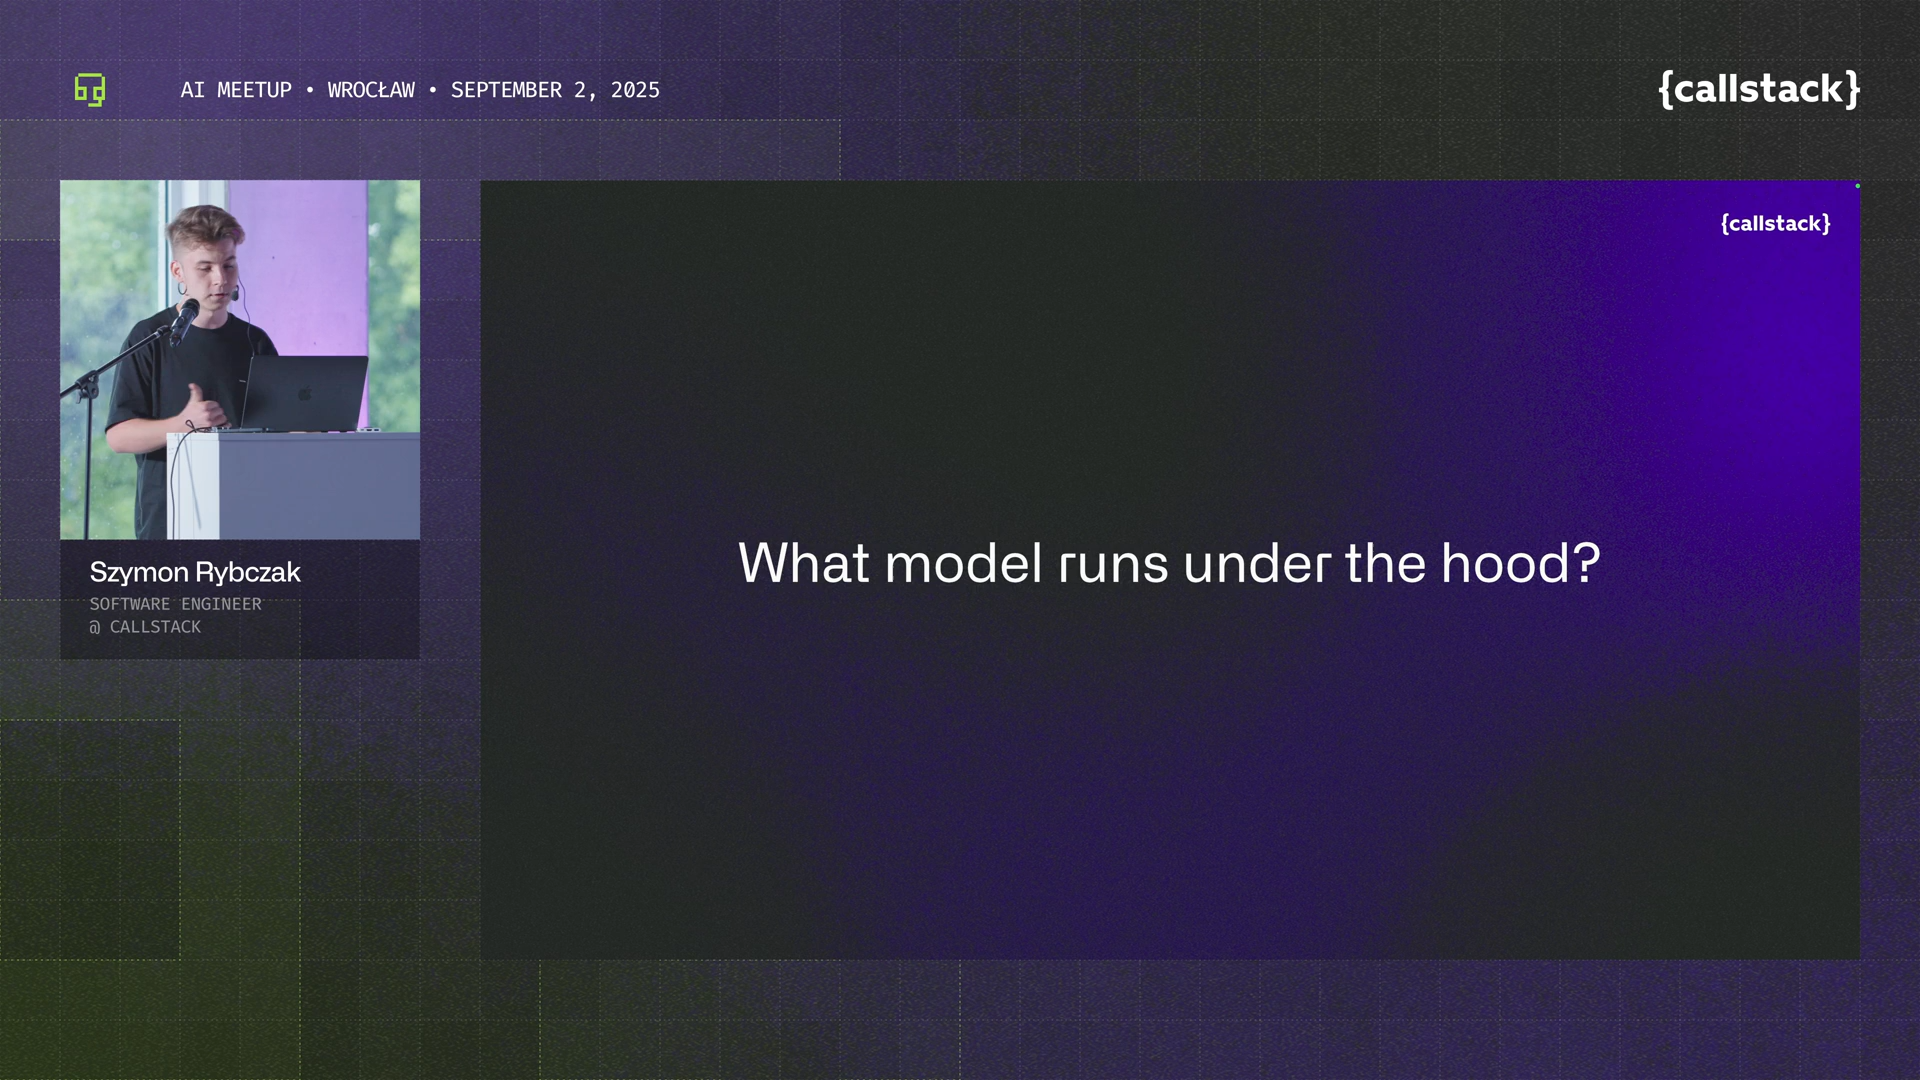 AI MEETUP • WROCŁAW • SEPTEMBER 2, 2025
{callstack}
{callstack}
What model runs under the hood?
Szymon Rybczak
SOFTWARE ENGINEER
@ CALLSTACK